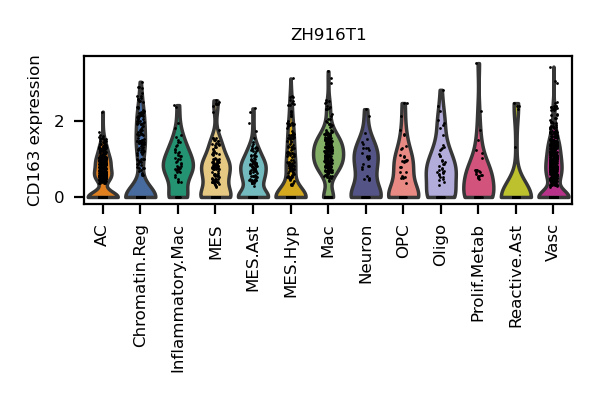 ZH916T1
CD163 expression
2
0
AC
Chromatin.Reg
Inflammatory.Mac
MES
MES.Ast
MES.Hyp
Mac
Neuron
OPC
Oligo
Prolif.Metab
Reactive.Ast
Vasc